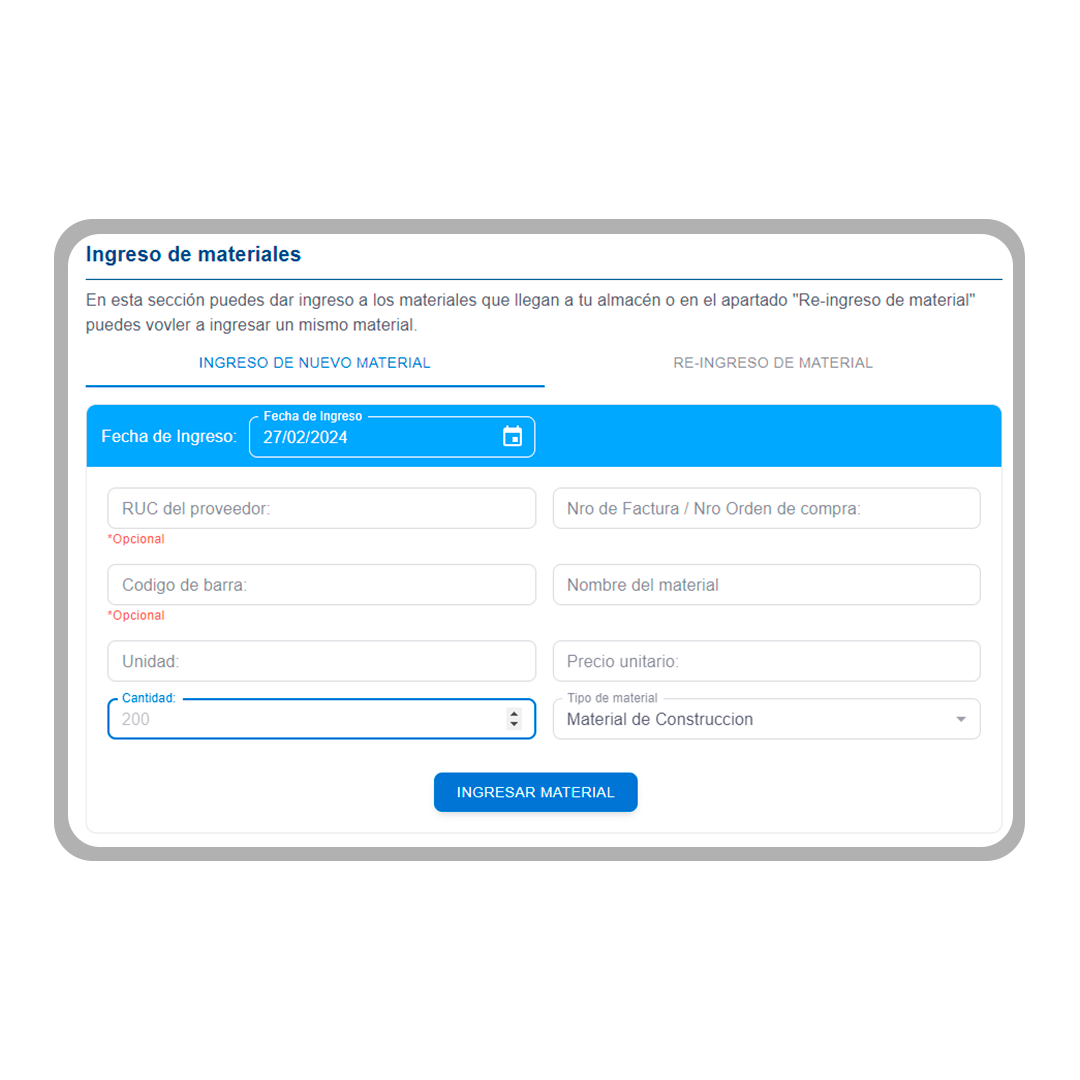 Ingreso de materiales
En esta sección puedes dar ingreso a los materiales que llegan a tu almacén o en el apartado "Re-ingreso de material"
puedes vovler a ingresar un mismo material.
INGRESO DE NUEVO MATERIAL
RE-INGRESO DE MATERIAL
Fecha de Ingreso:
Fecha de Ingreso
27/02/2024
RUC del proveedor:
Nro de Factura / Nro Orden de compra:
*Opcional
Codigo de barra:
Nombre del material
*Opcional
Unidad:
Precio unitario:
Cantidad:
200
Tipo de material
Material de Construccion
INGRESAR MATERIAL